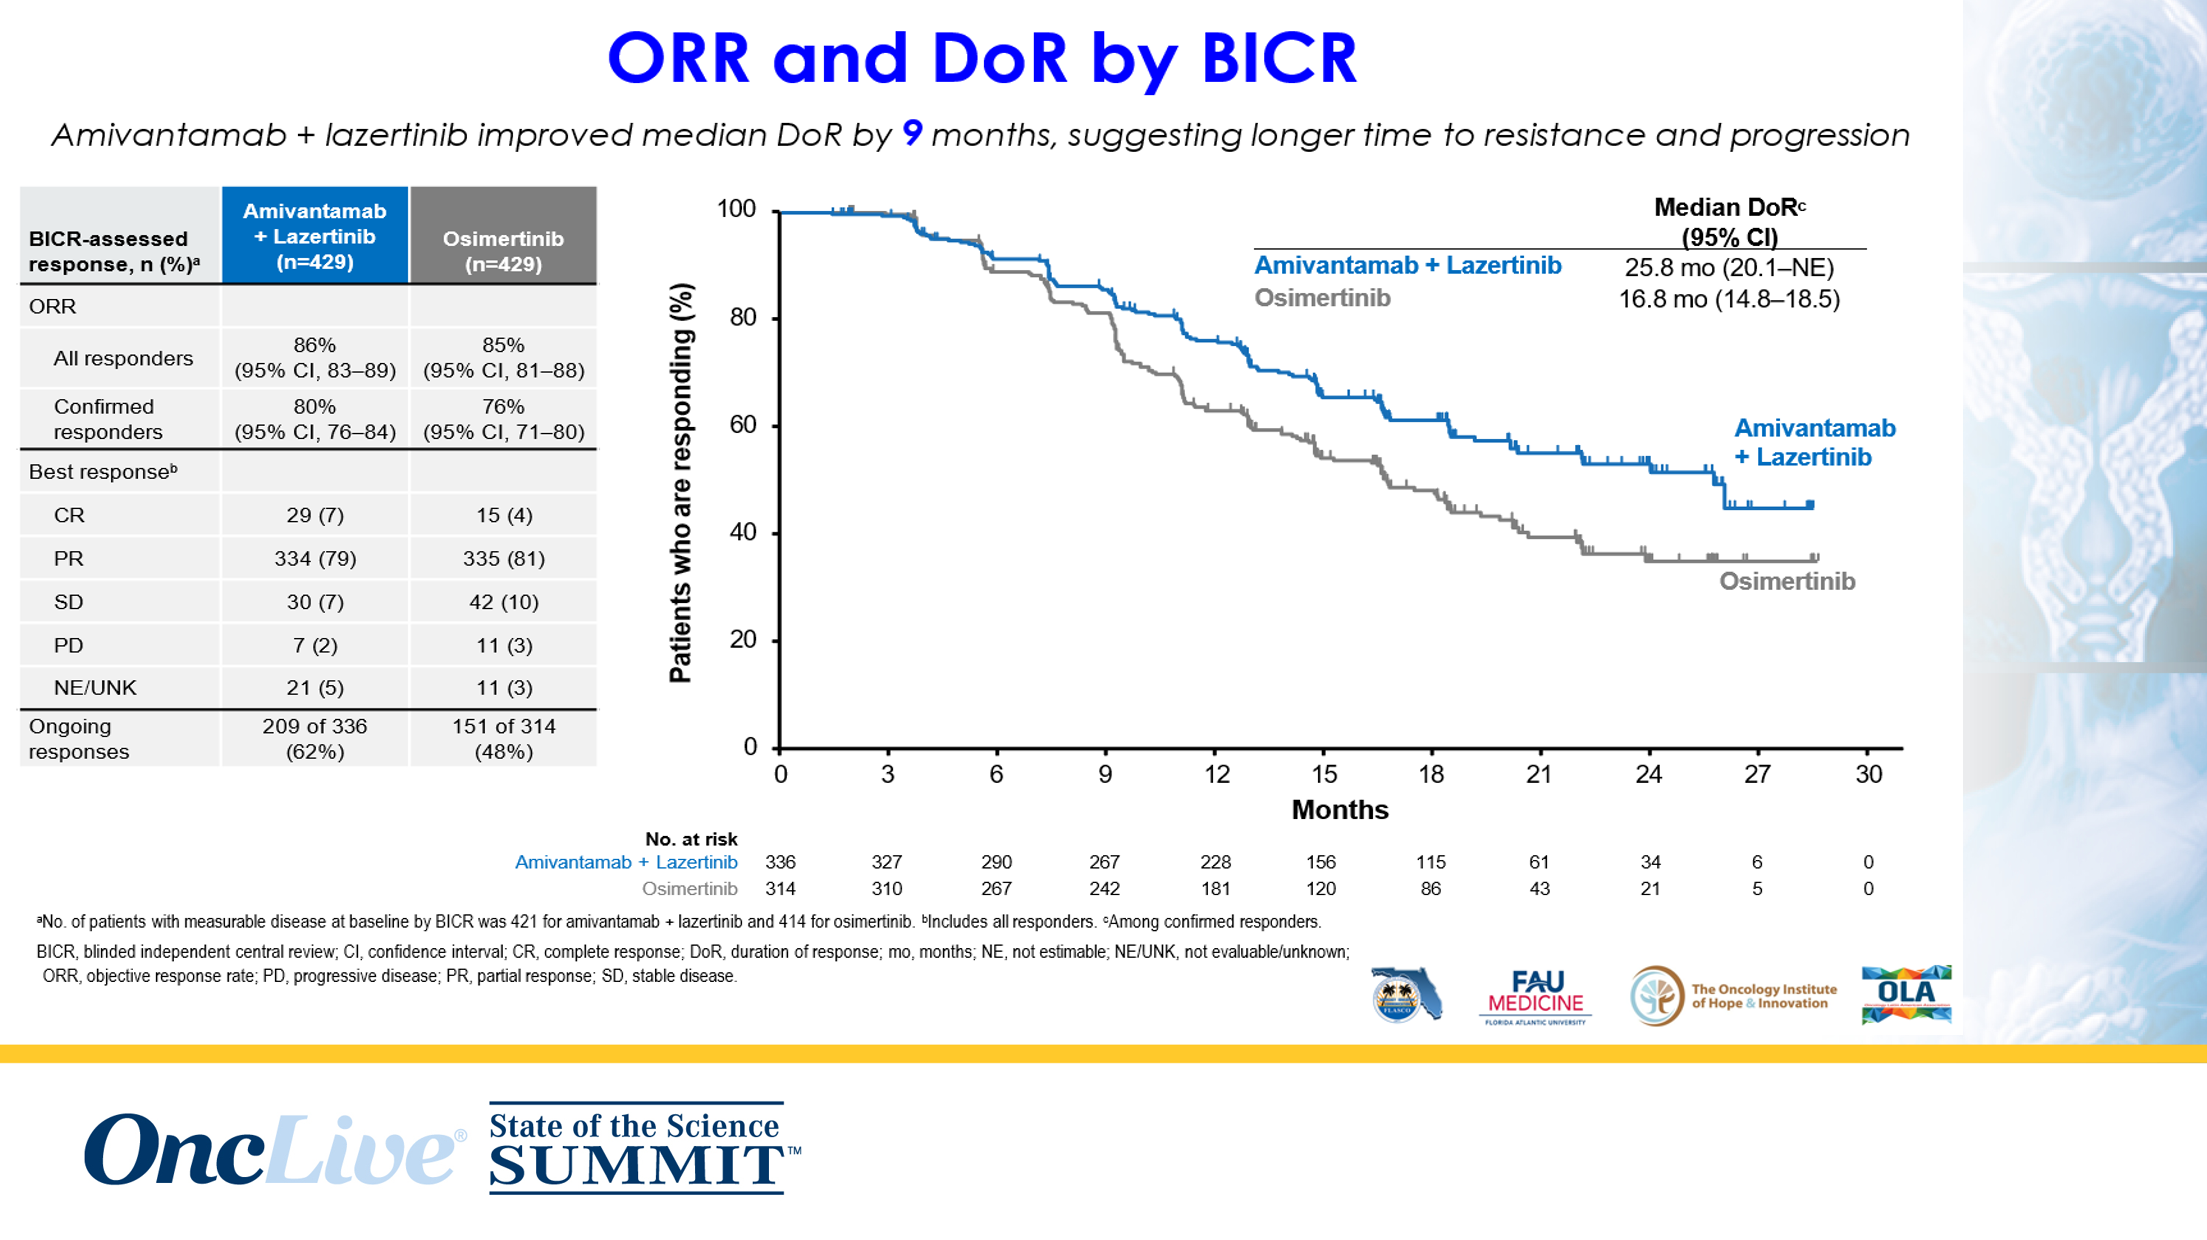 ORR and DoR by BICR
Amivantamab + lazertinib improved median DoR by 9 months, suggesting longer time to resistance and progression
BICR-assessed
response, n (%)ᵃ
Amivantamab
+ Lazertinib
(n=429)
Osimertinib
(n=429)
ORR
All responders
86%
(95% CI, 83–89)
85%
(95% CI, 81–88)
Confirmed
responders
80%
(95% CI, 76–84)
76%
(95% CI, 71–80)
Best responseᵇ
CR 29 (7) 15 (4)
PR 334 (79) 335 (81)
SD 30 (7) 42 (10)
PD 7 (2) 11 (3)
NE/UNK 21 (5) 11 (3)
Ongoing
responses
209 of 336
(62%)
151 of 314
(48%)
Patients who are responding (%)
100
80
60
40
20
0
Median DoRᶜ
(95% CI)
Amivantamab + Lazertinib 25.8 mo (20.1–NE)
Osimertinib 16.8 mo (14.8–18.5)
Amivantamab
+ Lazertinib
Osimertinib
0 3 6 9 12 15 18 21 24 27 30
Months
No. at risk
Amivantamab + Lazertinib 336 327 290 267 228 156 115 61 34 6 0
Osimertinib 314 310 267 242 181 120 86 43 21 5 0
ᵃNo. of patients with measurable disease at baseline by BICR was 421 for amivantamab + lazertinib and 414 for osimertinib. ᵇIncludes all responders. ᶜAmong confirmed responders.
BICR, blinded independent central review; CI, confidence interval; CR, complete response; DoR, duration of response; mo, months; NE, not estimable; NE/UNK, not evaluable/unknown;
ORR, objective response rate; PD, progressive disease; PR, partial response; SD, stable disease.
FLASCO
FAU
MEDICINE
FLORIDA ATLANTIC UNIVERSITY
The Oncology Institute
of Hope & Innovation
OLA
OncLive®
State of the Science
SUMMIT™